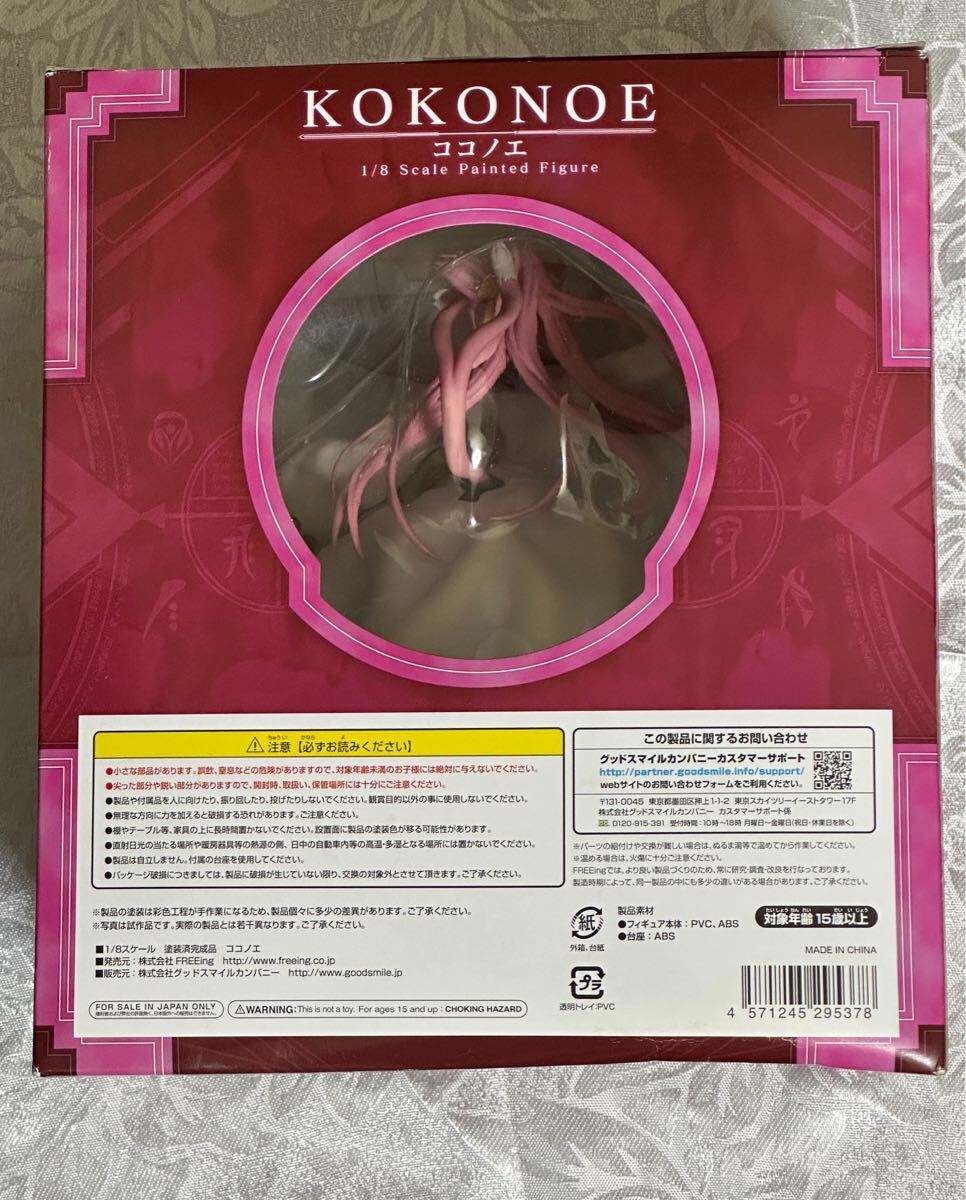 KOKONOE
ココノエ
1/8 Scale Painted Figure
⚠注意【必ずお読みください】
●小さな部品があります。誤飲、窒息などの危険がありますので、対象年齢未満のお子様には絶対に与えないでください。
●尖った部分や鋭い部分がありますので、開封時、取扱い、保管場所には十分にご注意ください。
●製品や付属品を人に向けたり、振り回したり、投げたりしないでください。観賞目的以外の事に使用しないでください。
●無理な方向に力を加えると破損する恐れがあります。ご注意ください。
●棚やテーブル等、家具の上に長時間置かないでください。設置面に製品の塗装色が移る可能性があります。
●直射日光の当たる場所や暖房器具等の熱源の側、日中の自動車内等の高温・多湿となる場所には置かないでください。
●製品は自立しません。付属の台座を使用してください。
●パッケージ破損につきましては、製品に破損が生じていない限り、交換の対象外とさせて頂きます。ご了承ください。
※製品の塗装は彩色工程が手作業になるため、製品個々に多少の差異があります。ご了承ください。
※写真は試作品です。実際の製品とは若干異なります。ご了承ください。
■1/8スケール 塗装済完成品 ココノエ
■発売元：株式会社 FREEing http://www.freeing.co.jp
■販売元：株式会社グッドスマイルカンパニー http://www.goodsmile.jp
FOR SALE IN JAPAN ONLY
⚠WARNING: This is not a toy. For ages 15 and up : CHOKING HAZARD
この製品に関するお問い合わせ
グッドスマイルカンパニーカスタマーサポート
http://partner.goodsmile.info/support/
webサイトのお問い合わせフォームをご利用ください。
〒131-0045 東京都墨田区押上1-1-2 東京スカイツリーイーストタワー17F
株式会社グッドスマイルカンパニー カスタマーサポート係
0120-915-391 受付時間：10時〜18時 月曜日〜金曜日(祝日・休業日を除く)
※パーツの組付けや交換が難しい場合は、ぬるま湯等で温めてから作業してください。
※温める場合は、火傷に十分ご注意ください。
FREEingでは、より良い製品づくりのため、常に研究・調査・改良を行なっております。
製造時期によって、同一製品の中にも多少の違いがある場合があります。ご了承ください。
紙
外箱、台紙
製品素材
●フィギュア本体：PVC、ABS
●台座：ABS
対象年齢15歳以上
MADE IN CHINA
プラ
透明トレイ：PVC
4 571245 295378